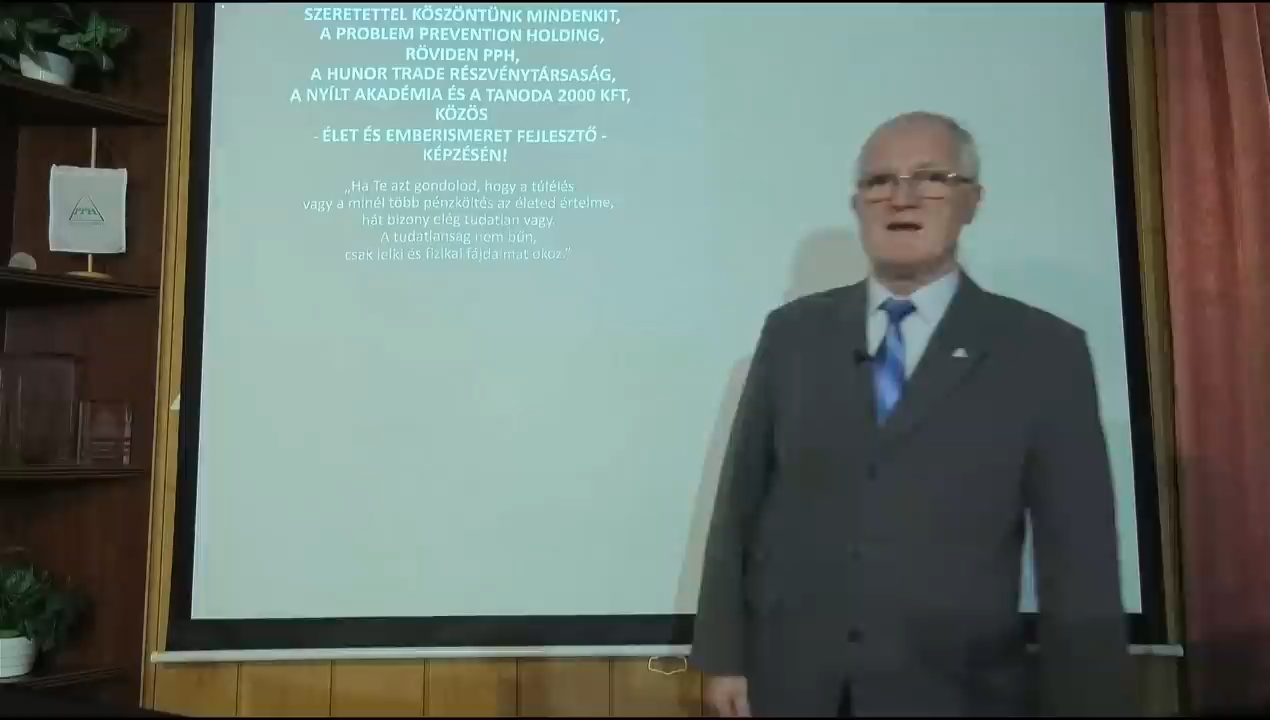 SZERETETTEL KÖSZÖNTÜNK MINDENKIT,
A PROBLEM PREVENTION HOLDING,
RÖVIDEN PPH,
A HUNOR TRADE RÉSZVÉNYTÁRSASÁG,
A NYÍLT AKADÉMIA ÉS A TANODA 2000 KFT,
KÖZÖS
- ÉLET ÉS EMBERISMERET FEJLESZTŐ -
KÉPZÉSÉN!
„Ha Te azt gondolod, hogy a túlélés
vagy a minél több pénzköltés az életed értelme,
hát bizony elég tudatlan vagy.
A tudatlanság nem bűn,
csak lelki és fizikai fájdalmat okoz.”
PPH